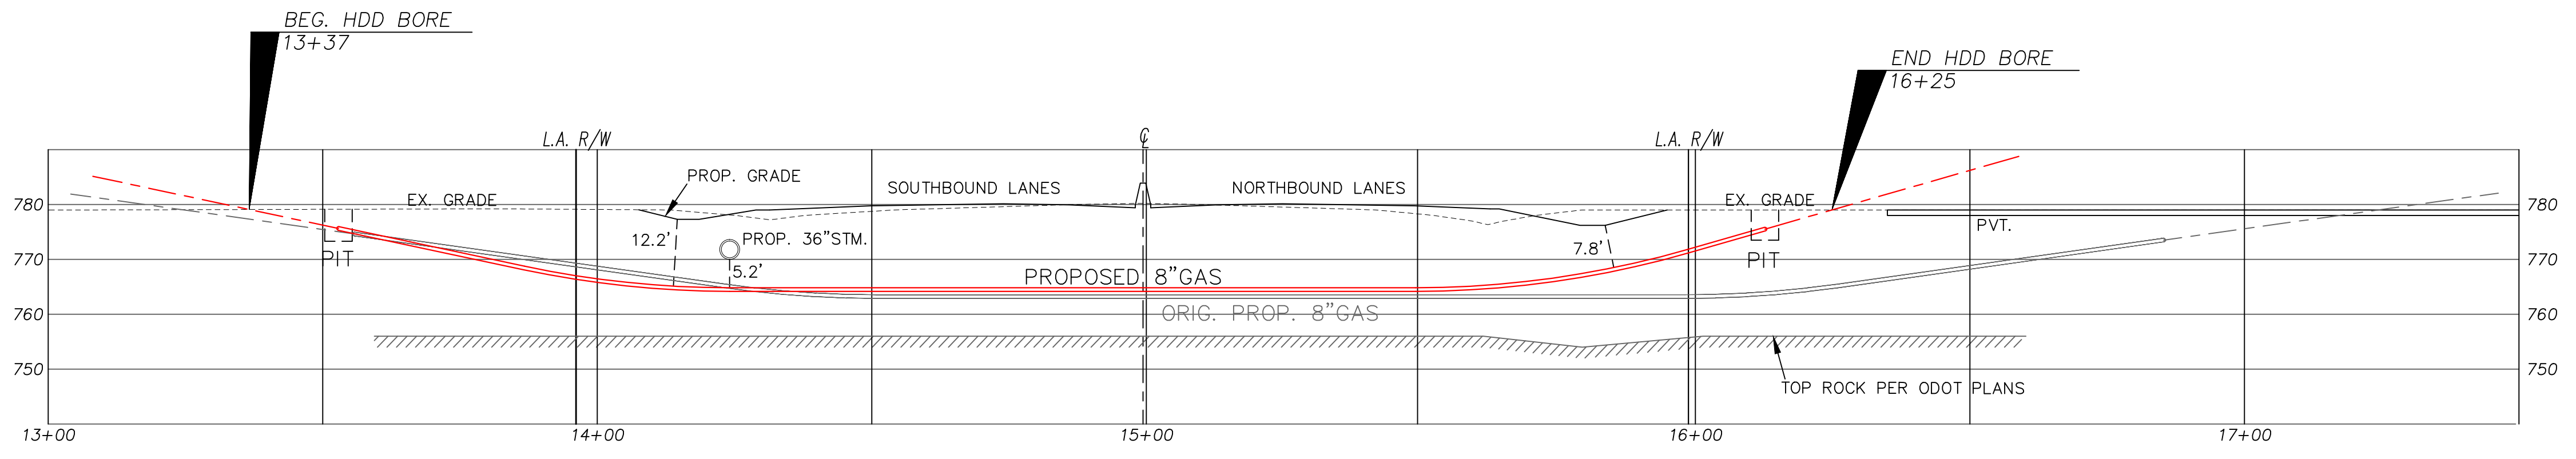 BEG. HDD BORE
13+37
END HDD BORE
16+25
L.A. R/W
℄
L.A. R/W
PROP. GRADE
SOUTHBOUND LANES
NORTHBOUND LANES
EX. GRADE
EX. GRADE
780
780
12.2'
PROP. 36"STM.
7.8'
PVT.
770
PIT
5.2'
PROPOSED 8"GAS
PIT
770
760
ORIG. PROP. 8"GAS
760
750
750
TOP ROCK PER ODOT PLANS
13+00
14+00
15+00
16+00
17+00